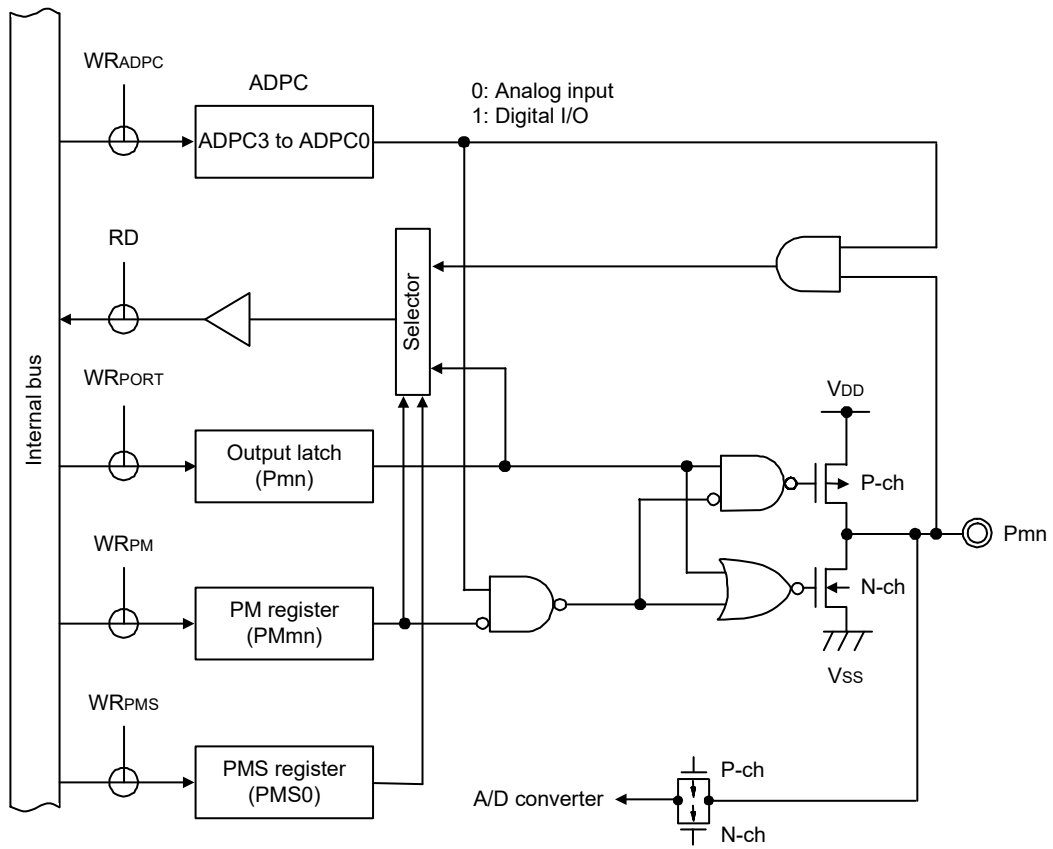 WRADPC
ADPC
0: Analog input
1: Digital I/O
ADPC3 to ADPC0
RD
Selector
Internal bus
WRPORT
VDD
Output latch
(Pmn)
P-ch
Pmn
WRPM
N-ch
PM register
(PMmn)
VSS
WRPMS
PMS register
(PMS0)
P-ch
A/D converter
N-ch